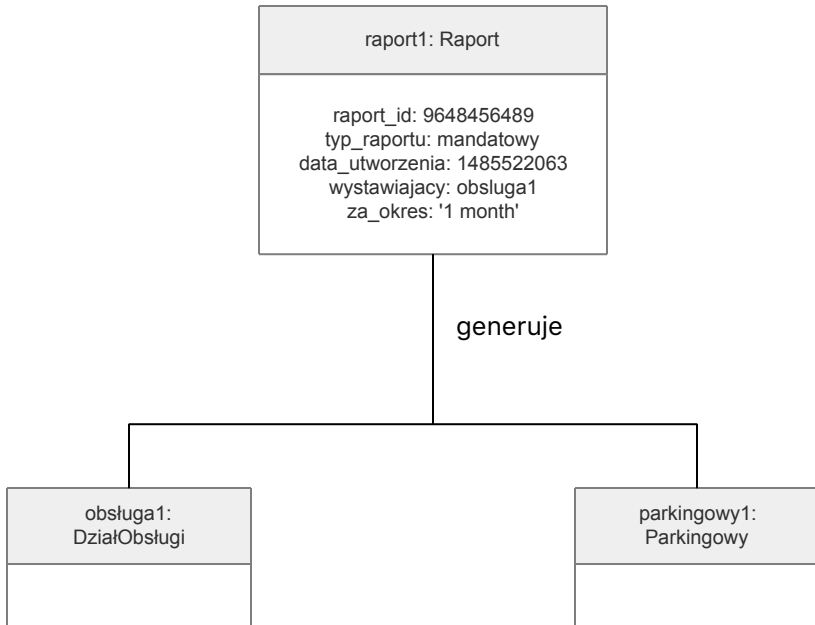 raport1: Raport
raport_id: 9648456489
typ_raportu: mandatowy
data_utworzenia: 1485522063
wystawiajacy: obsluga1
za_okres: '1 month'
generuje
obsługa1:
DziałObsługi
parkingowy1:
Parkingowy